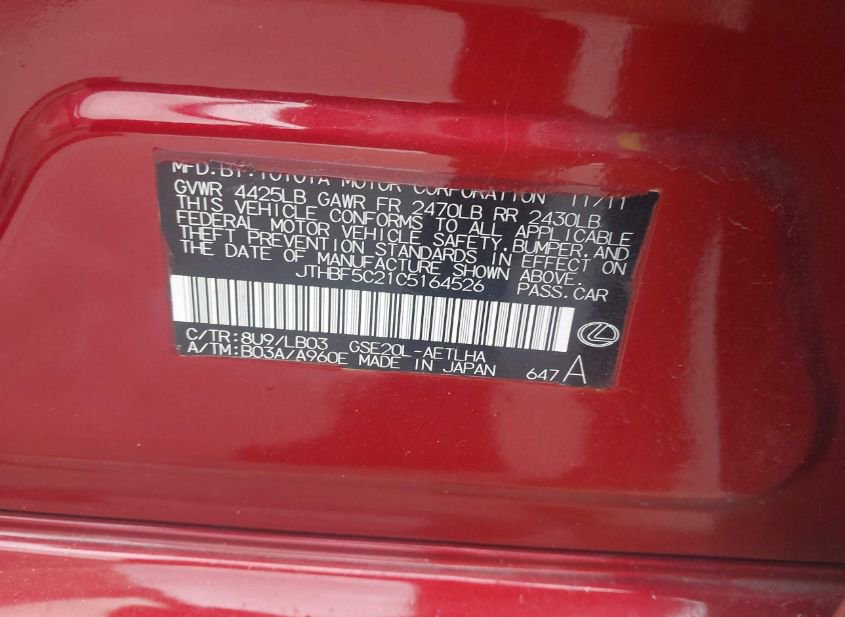 MFD.BY:TOYOTA MOTOR CORPORATION 11/11
GVWR 4425LB GAWR FR 2470LB RR 2430LB
THIS VEHICLE CONFORMS TO ALL APPLICABLE
FEDERAL MOTOR VEHICLE SAFETY,BUMPER,AND
THEFT PREVENTION STANDARDS IN EFFECT ON
THE DATE OF MANUFACTURE SHOWN ABOVE.
JTHBF5C21C5164526 PASS.CAR
C/TR:8U9/LB03 GSE20L-AETLHA
A/TM:B03A/A960E MADE IN JAPAN 647 A